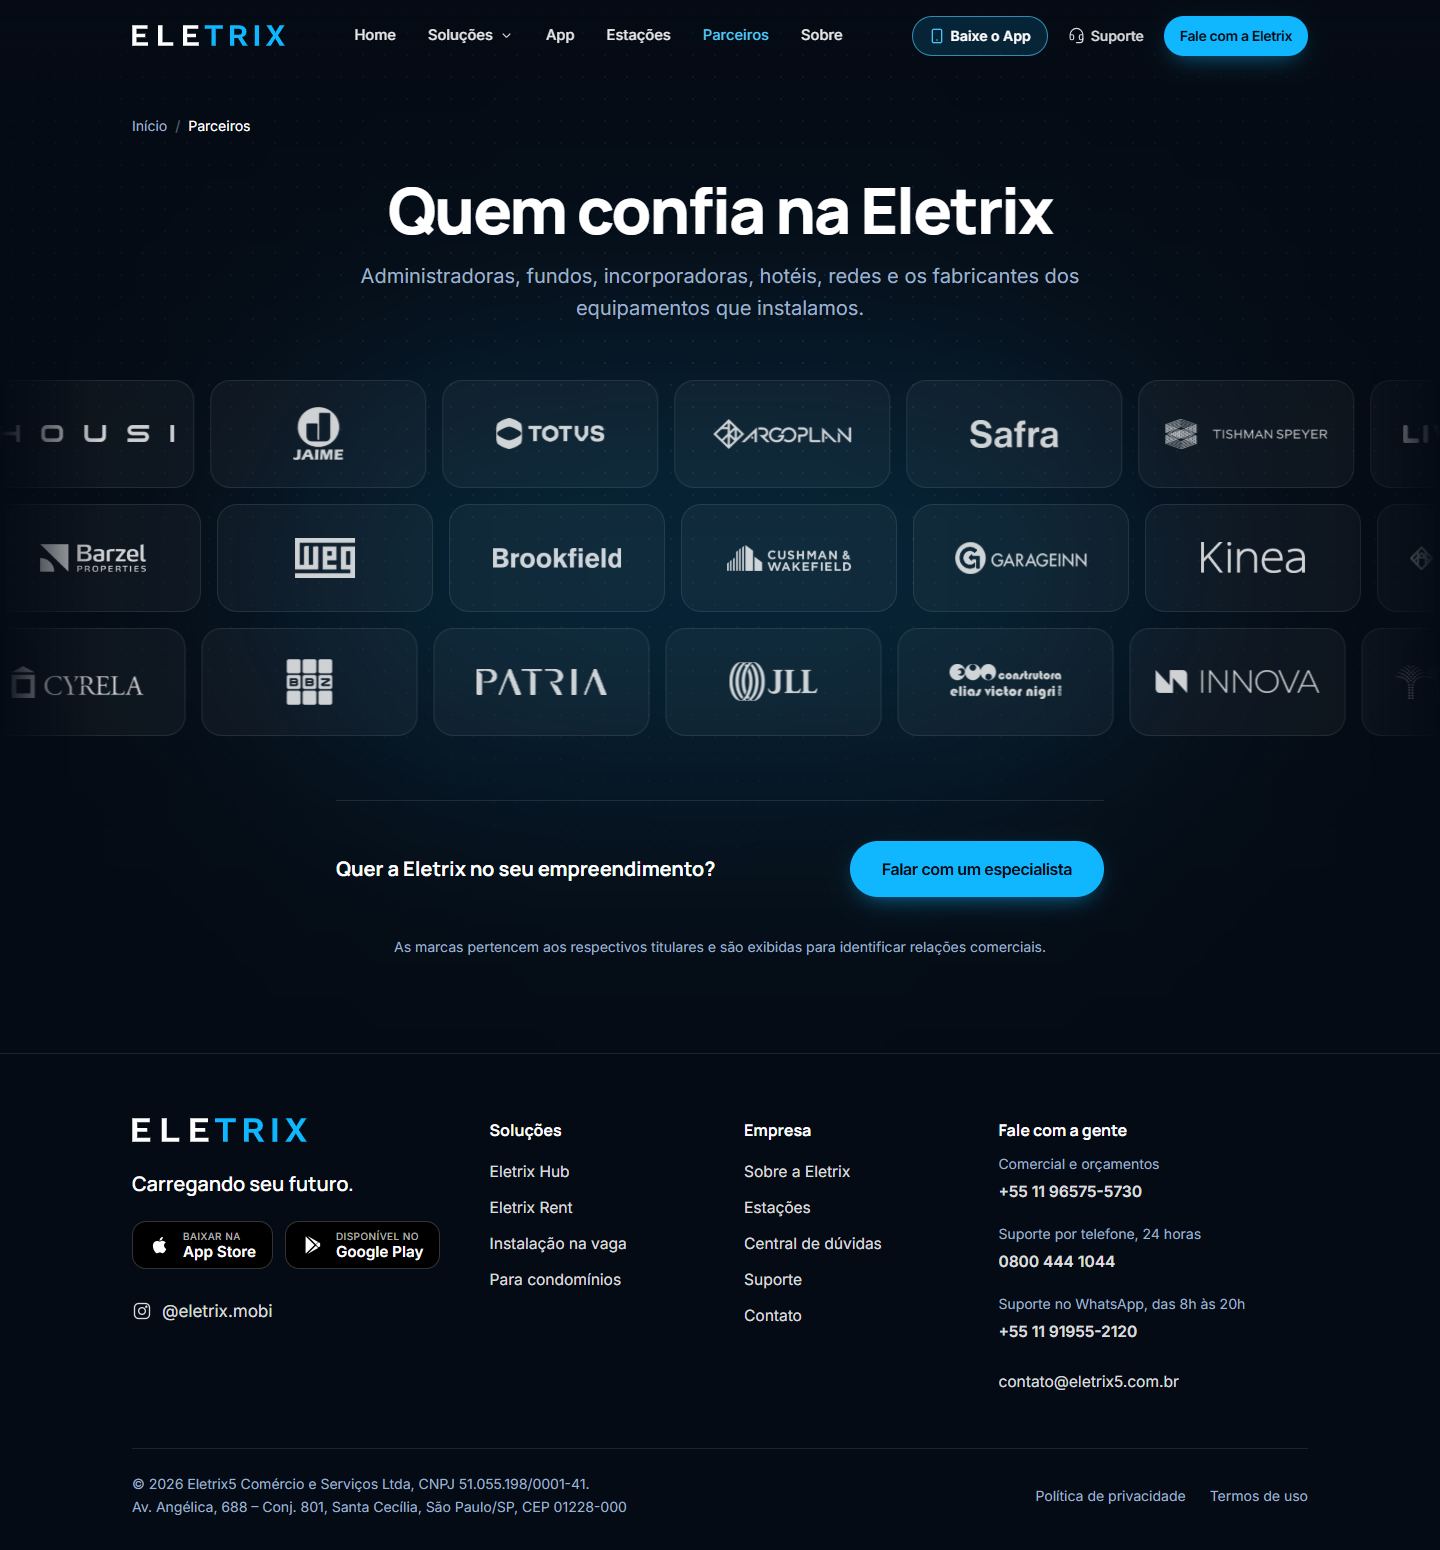 ELETRIX
Home
Soluções
App
Estações
Parceiros
Sobre
Baixe o App
Suporte
Fale com a Eletrix
Início / Parceiros
Quem confia na Eletrix
Administradoras, fundos, incorporadoras, hotéis, redes e os fabricantes dos
equipamentos que instalamos.
HOUSI
JAIME
TOTVS
ARGOPLAN
Safra
TISHMAN SPEYER
Barzel
PROPERTIES
weg
Brookfield
CUSHMAN &
WAKEFIELD
GARAGEINN
Kinea
CYRELA
BBZ
PATRIA
JLL
construtora
elias victor nigri
INNOVA
Quer a Eletrix no seu empreendimento?
Falar com um especialista
As marcas pertencem aos respectivos titulares e são exibidas para identificar relações comerciais.
ELETRIX
Carregando seu futuro.
BAIXAR NA
App Store
DISPONÍVEL NO
Google Play
@eletrix.mobi
Soluções
Eletrix Hub
Eletrix Rent
Instalação na vaga
Para condomínios
Empresa
Sobre a Eletrix
Estações
Central de dúvidas
Suporte
Contato
Fale com a gente
Comercial e orçamentos
+55 11 96575-5730
Suporte por telefone, 24 horas
0800 444 1044
Suporte no WhatsApp, das 8h às 20h
+55 11 91955-2120
contato@eletrix5.com.br
© 2026 Eletrix5 Comércio e Serviços Ltda, CNPJ 51.055.198/0001-41.
Av. Angélica, 688 – Conj. 801, Santa Cecília, São Paulo/SP, CEP 01228-000
Política de privacidade
Termos de uso